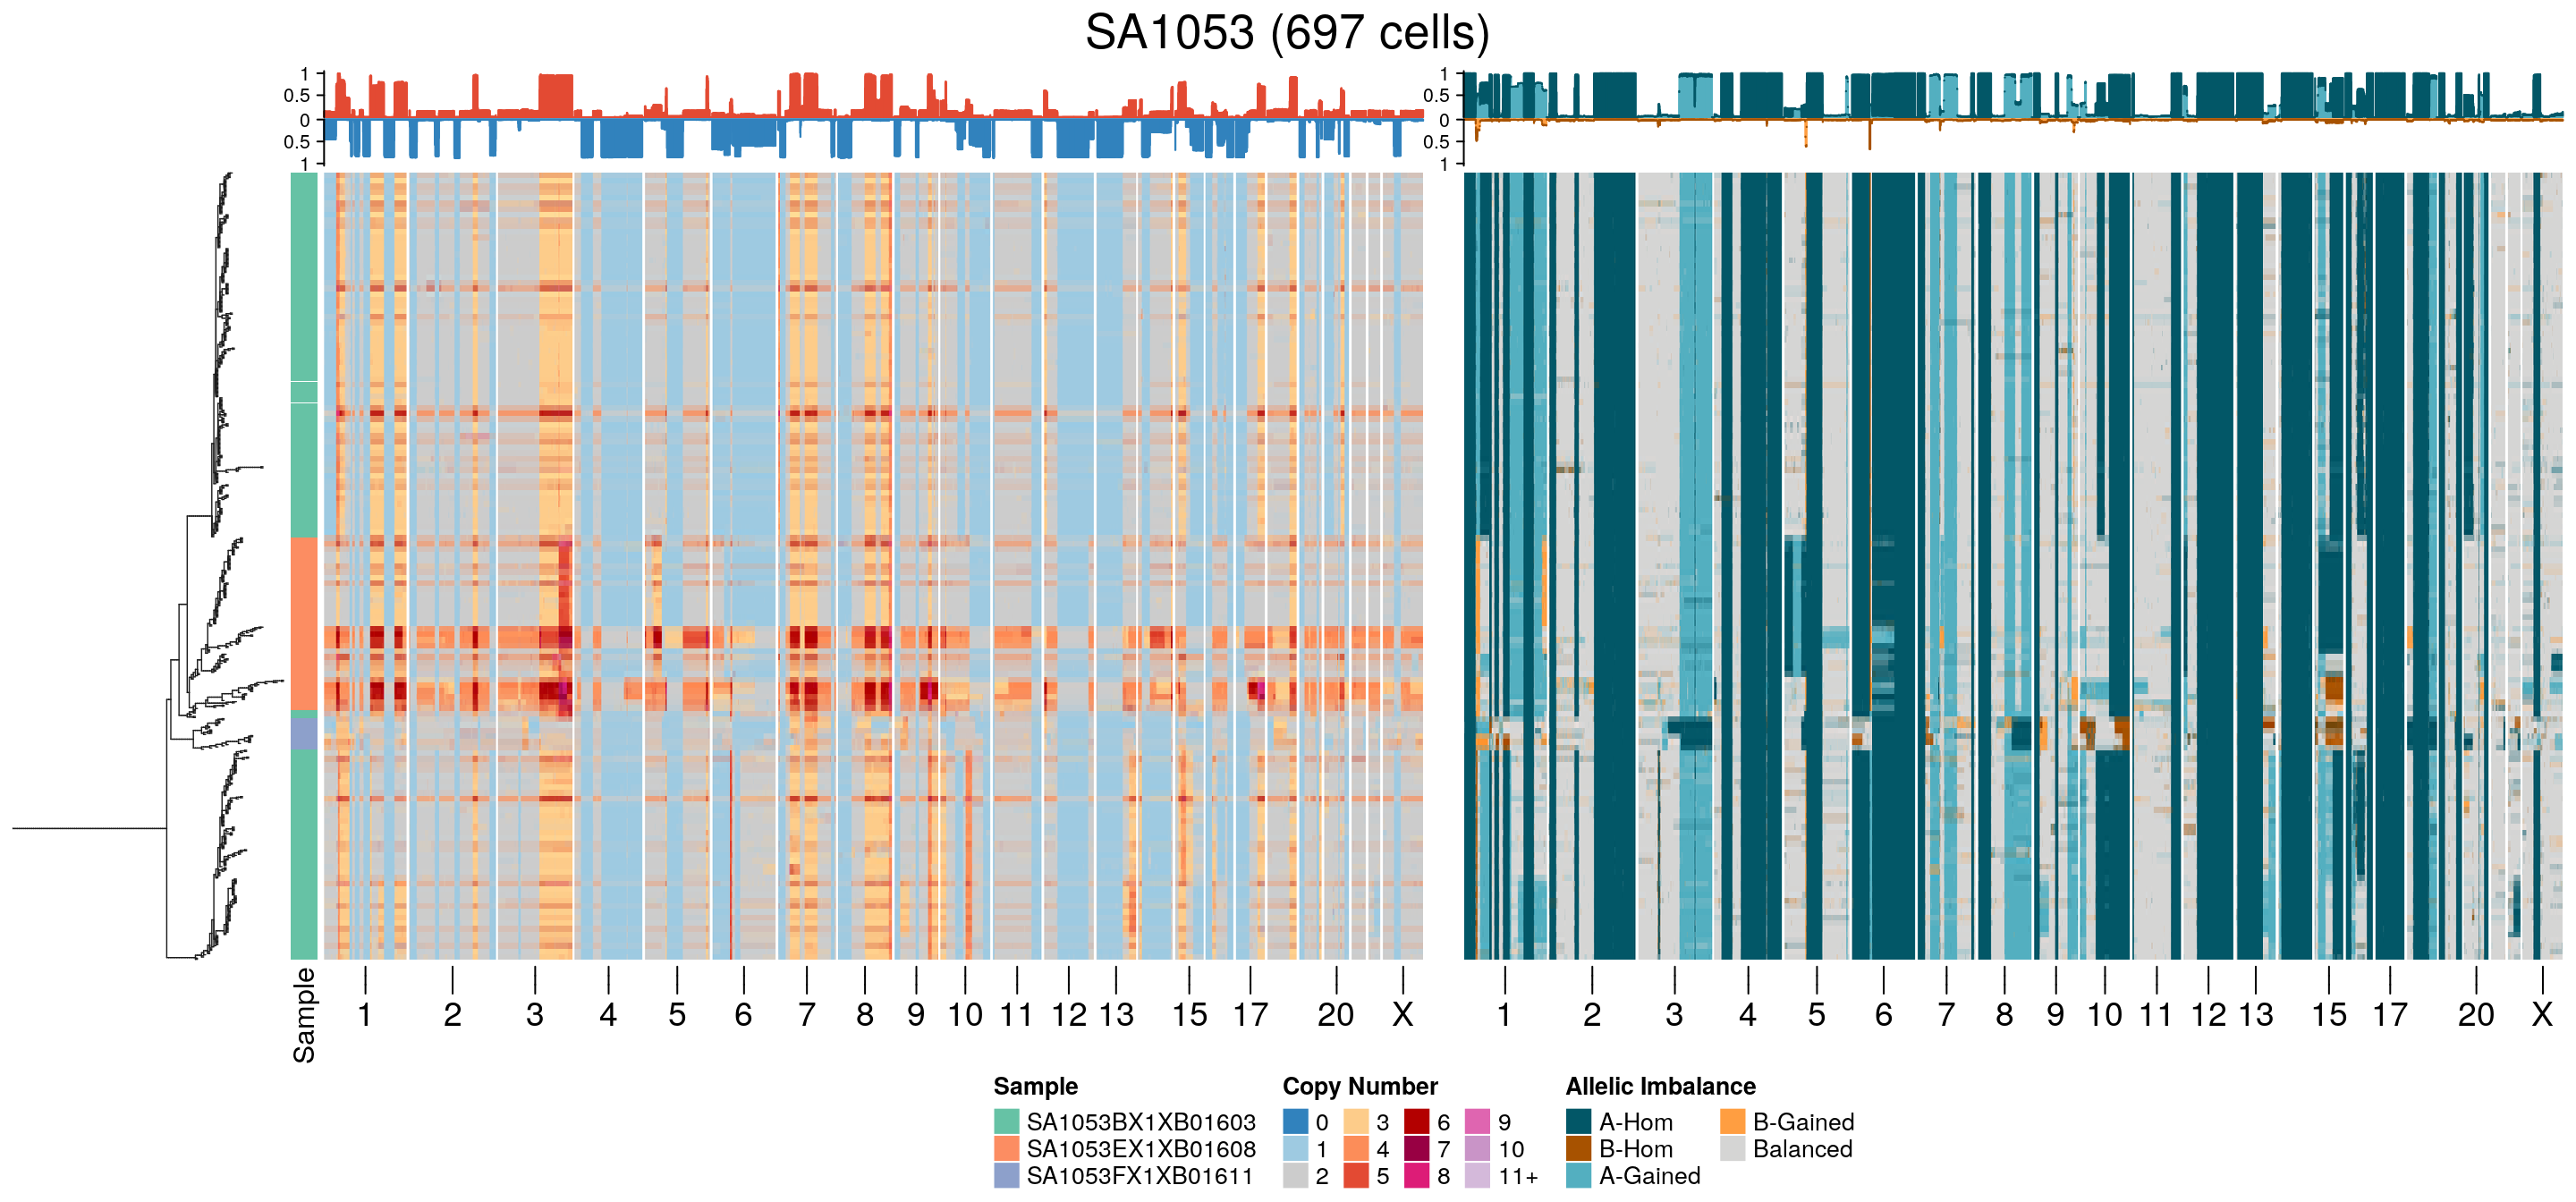 SA1053 (697 cells)
1
0.5
0
0.5
1
1
0.5
0
0.5
1
Sample
1 2 3 4 5 6 7 8 9 10 11 12 13 15 17 20 X
1 2 3 4 5 6 7 8 9 10 11 12 13 15 17 20 X
Sample
SA1053BX1XB01603
SA1053EX1XB01608
SA1053FX1XB01611
Copy Number
0 3 6 9
1 4 7 10
2 5 8 11+
Allelic Imbalance
A-Hom B-Gained
B-Hom Balanced
A-Gained